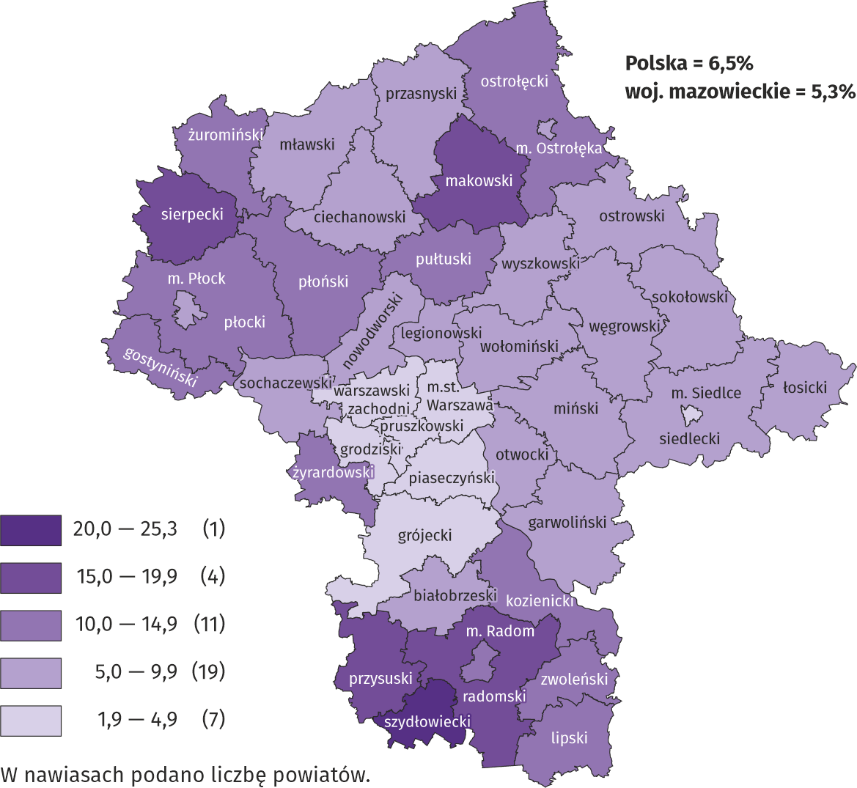 Polska = 6,5%
woj. mazowieckie = 5,3%
ostrołęcki
przasnyski
żuromiński
mławski
m. Ostrołęka
makowski
sierpecki
ciechanowski
ostrowski
pułtuski
wyszkowski
m. Płock
płoński
sokołowski
płocki
nowodworski
legionowski
węgrowski
wołomiński
gostyniński
sochaczewski
warszawski
zachodni
m.st.
Warszawa
m. Siedlce
łosicki
miński
pruszkowski
siedlecki
grodziski
otwocki
żyrardowski
piaseczyński
garwoliński
grójecki
białobrzeski
kozienicki
m. Radom
przysuski
zwoleński
radomski
szydłowiecki
lipski
20,0 — 25,3 (1)
15,0 — 19,9 (4)
10,0 — 14,9 (11)
5,0 — 9,9 (19)
1,9 — 4,9 (7)
W nawiasach podano liczbę powiatów.